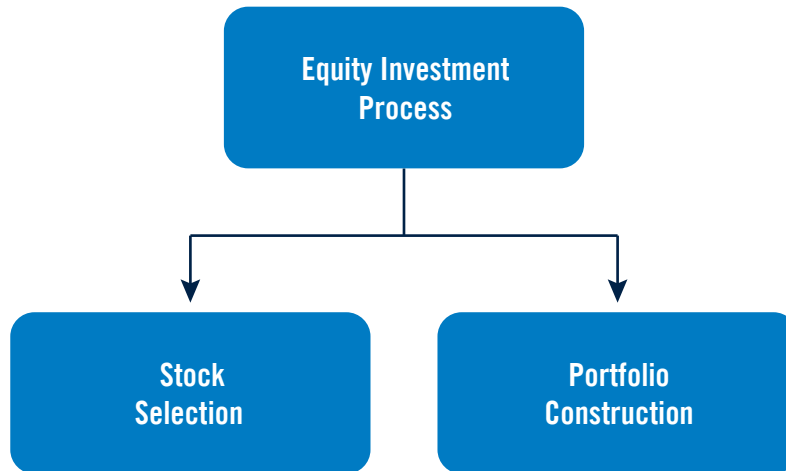 Equity Investment
Process
Stock
Selection
Portfolio
Construction